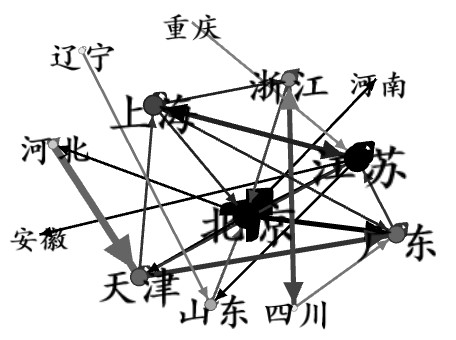 重庆
辽宁
浙江
河南
上海
河北
江苏
北京
安徽
广东
天津
山东
四川